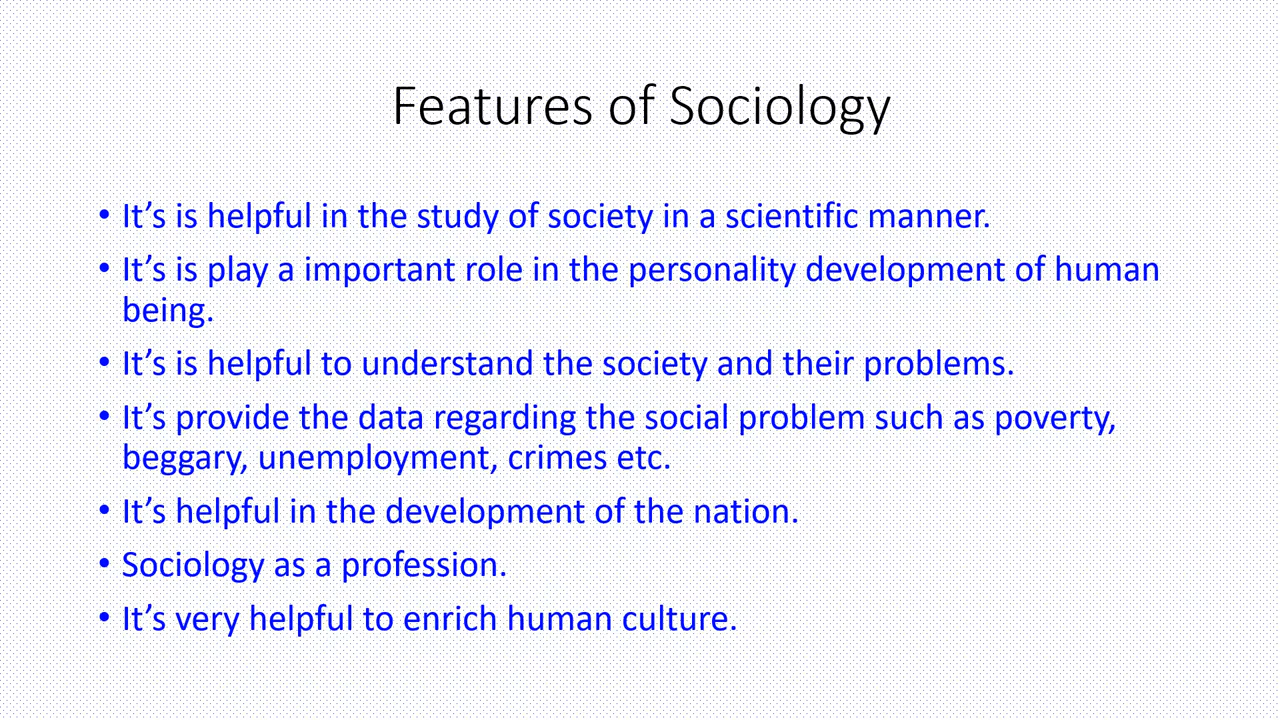 Features of Sociology
• It’s is helpful in the study of society in a scientific manner.
• It’s is play a important role in the personality development of human
being.
• It’s is helpful to understand the society and their problems.
• It’s provide the data regarding the social problem such as poverty,
beggary, unemployment, crimes etc.
• It’s helpful in the development of the nation.
• Sociology as a profession.
• It’s very helpful to enrich human culture.